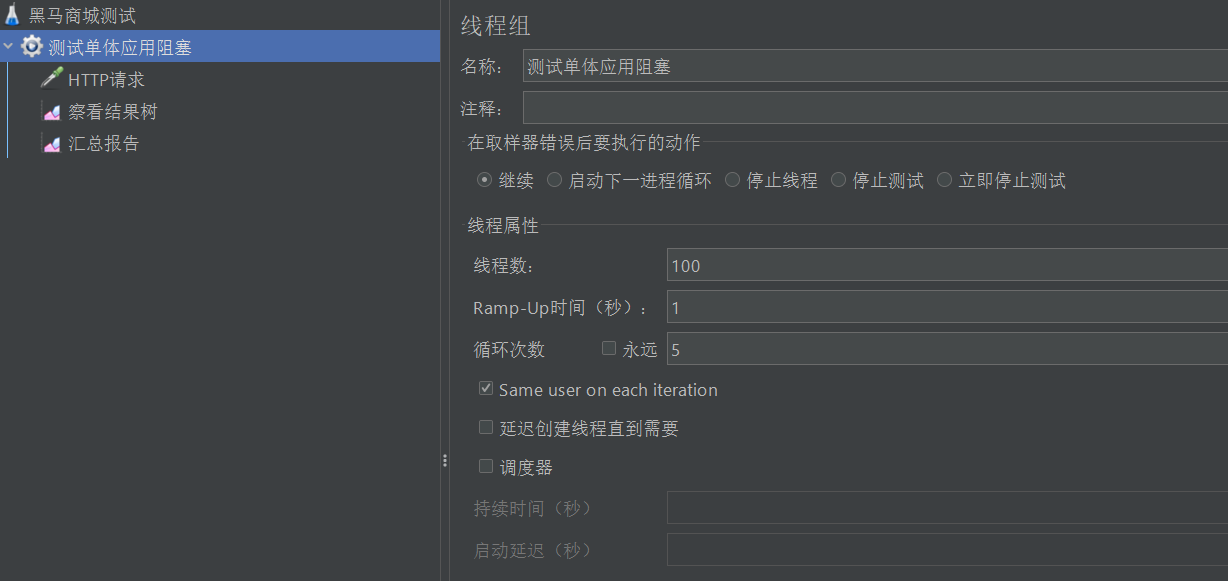 黑马商城测试
测试单体应用阻塞
HTTP请求
察看结果树
汇总报告
线程组
名称： 测试单体应用阻塞
注释：
在取样器错误后要执行的动作
继续 启动下一进程循环 停止线程 停止测试 立即停止测试
线程属性
线程数： 100
Ramp-Up时间（秒）： 1
循环次数 永远 5
Same user on each iteration
延迟创建线程直到需要
调度器
持续时间（秒）
启动延迟（秒）